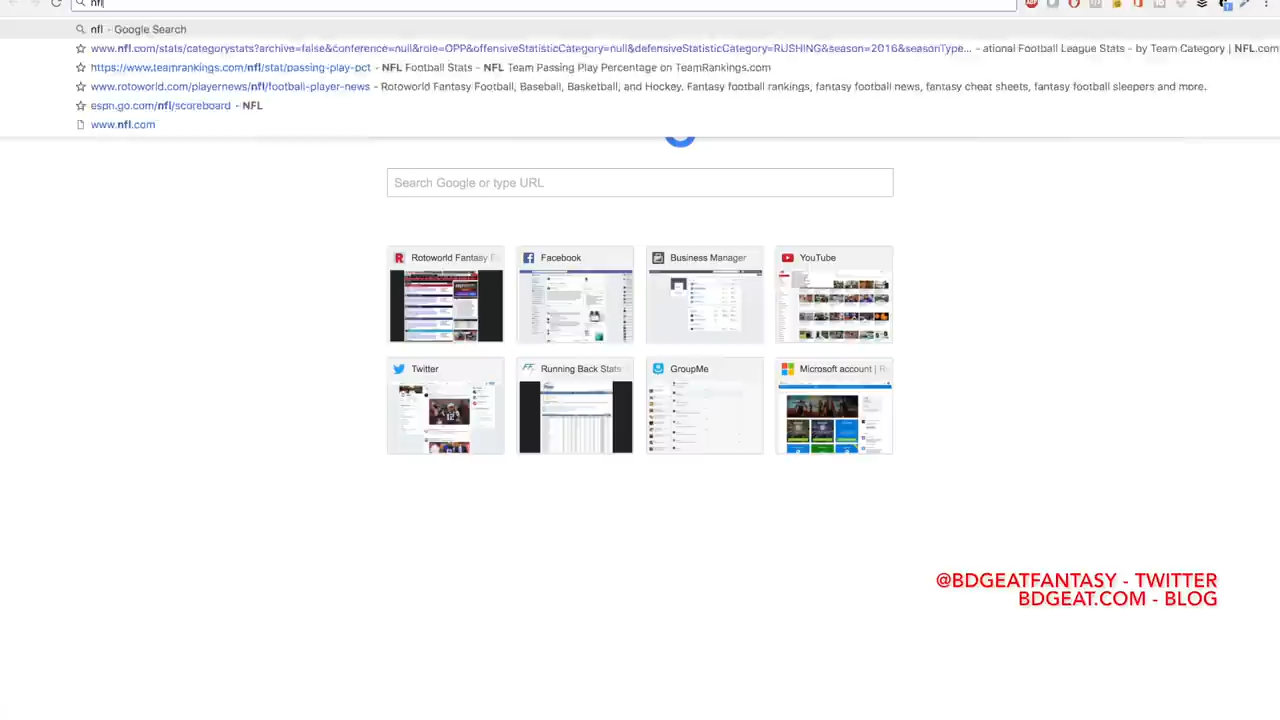 nfl
nfl - Google Search
www.nfl.com/stats/categorystats?archive=false&conference=null&role=OPP&offensiveStatisticCategory=null&defensiveStatisticCategory=RUSHING&season=2016&seasonType... - ational Football League Stats - by Team Category | NFL.com
https://www.teamrankings.com/nfl/stat/passing-play-pct - NFL Football Stats - NFL Team Passing Play Percentage on TeamRankings.com
www.rotoworld.com/playernews/nfl/football-player-news - Rotoworld Fantasy Football, Baseball, Basketball, and Hockey. Fantasy football rankings, fantasy football news, fantasy cheat sheets, fantasy football sleepers and more.
espn.go.com/nfl/scoreboard - NFL
www.nfl.com
Search Google or type URL
Rotoworld Fantasy
Facebook
Business Manager
YouTube
Twitter
Running Back Stats
GroupMe
Microsoft account |
@BDGEATFANTASY - TWITTER
BDGEAT.COM - BLOG